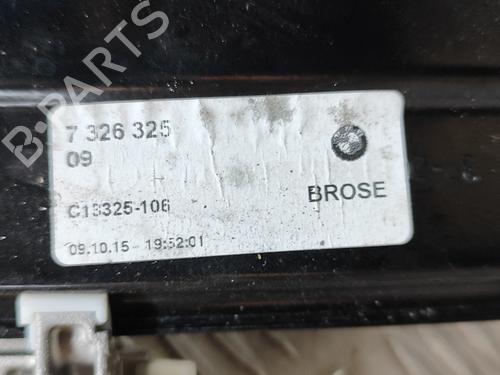 7 326 325
09
C13325-106
BROSE
09.10.15 - 19:52:01
B-PARTS